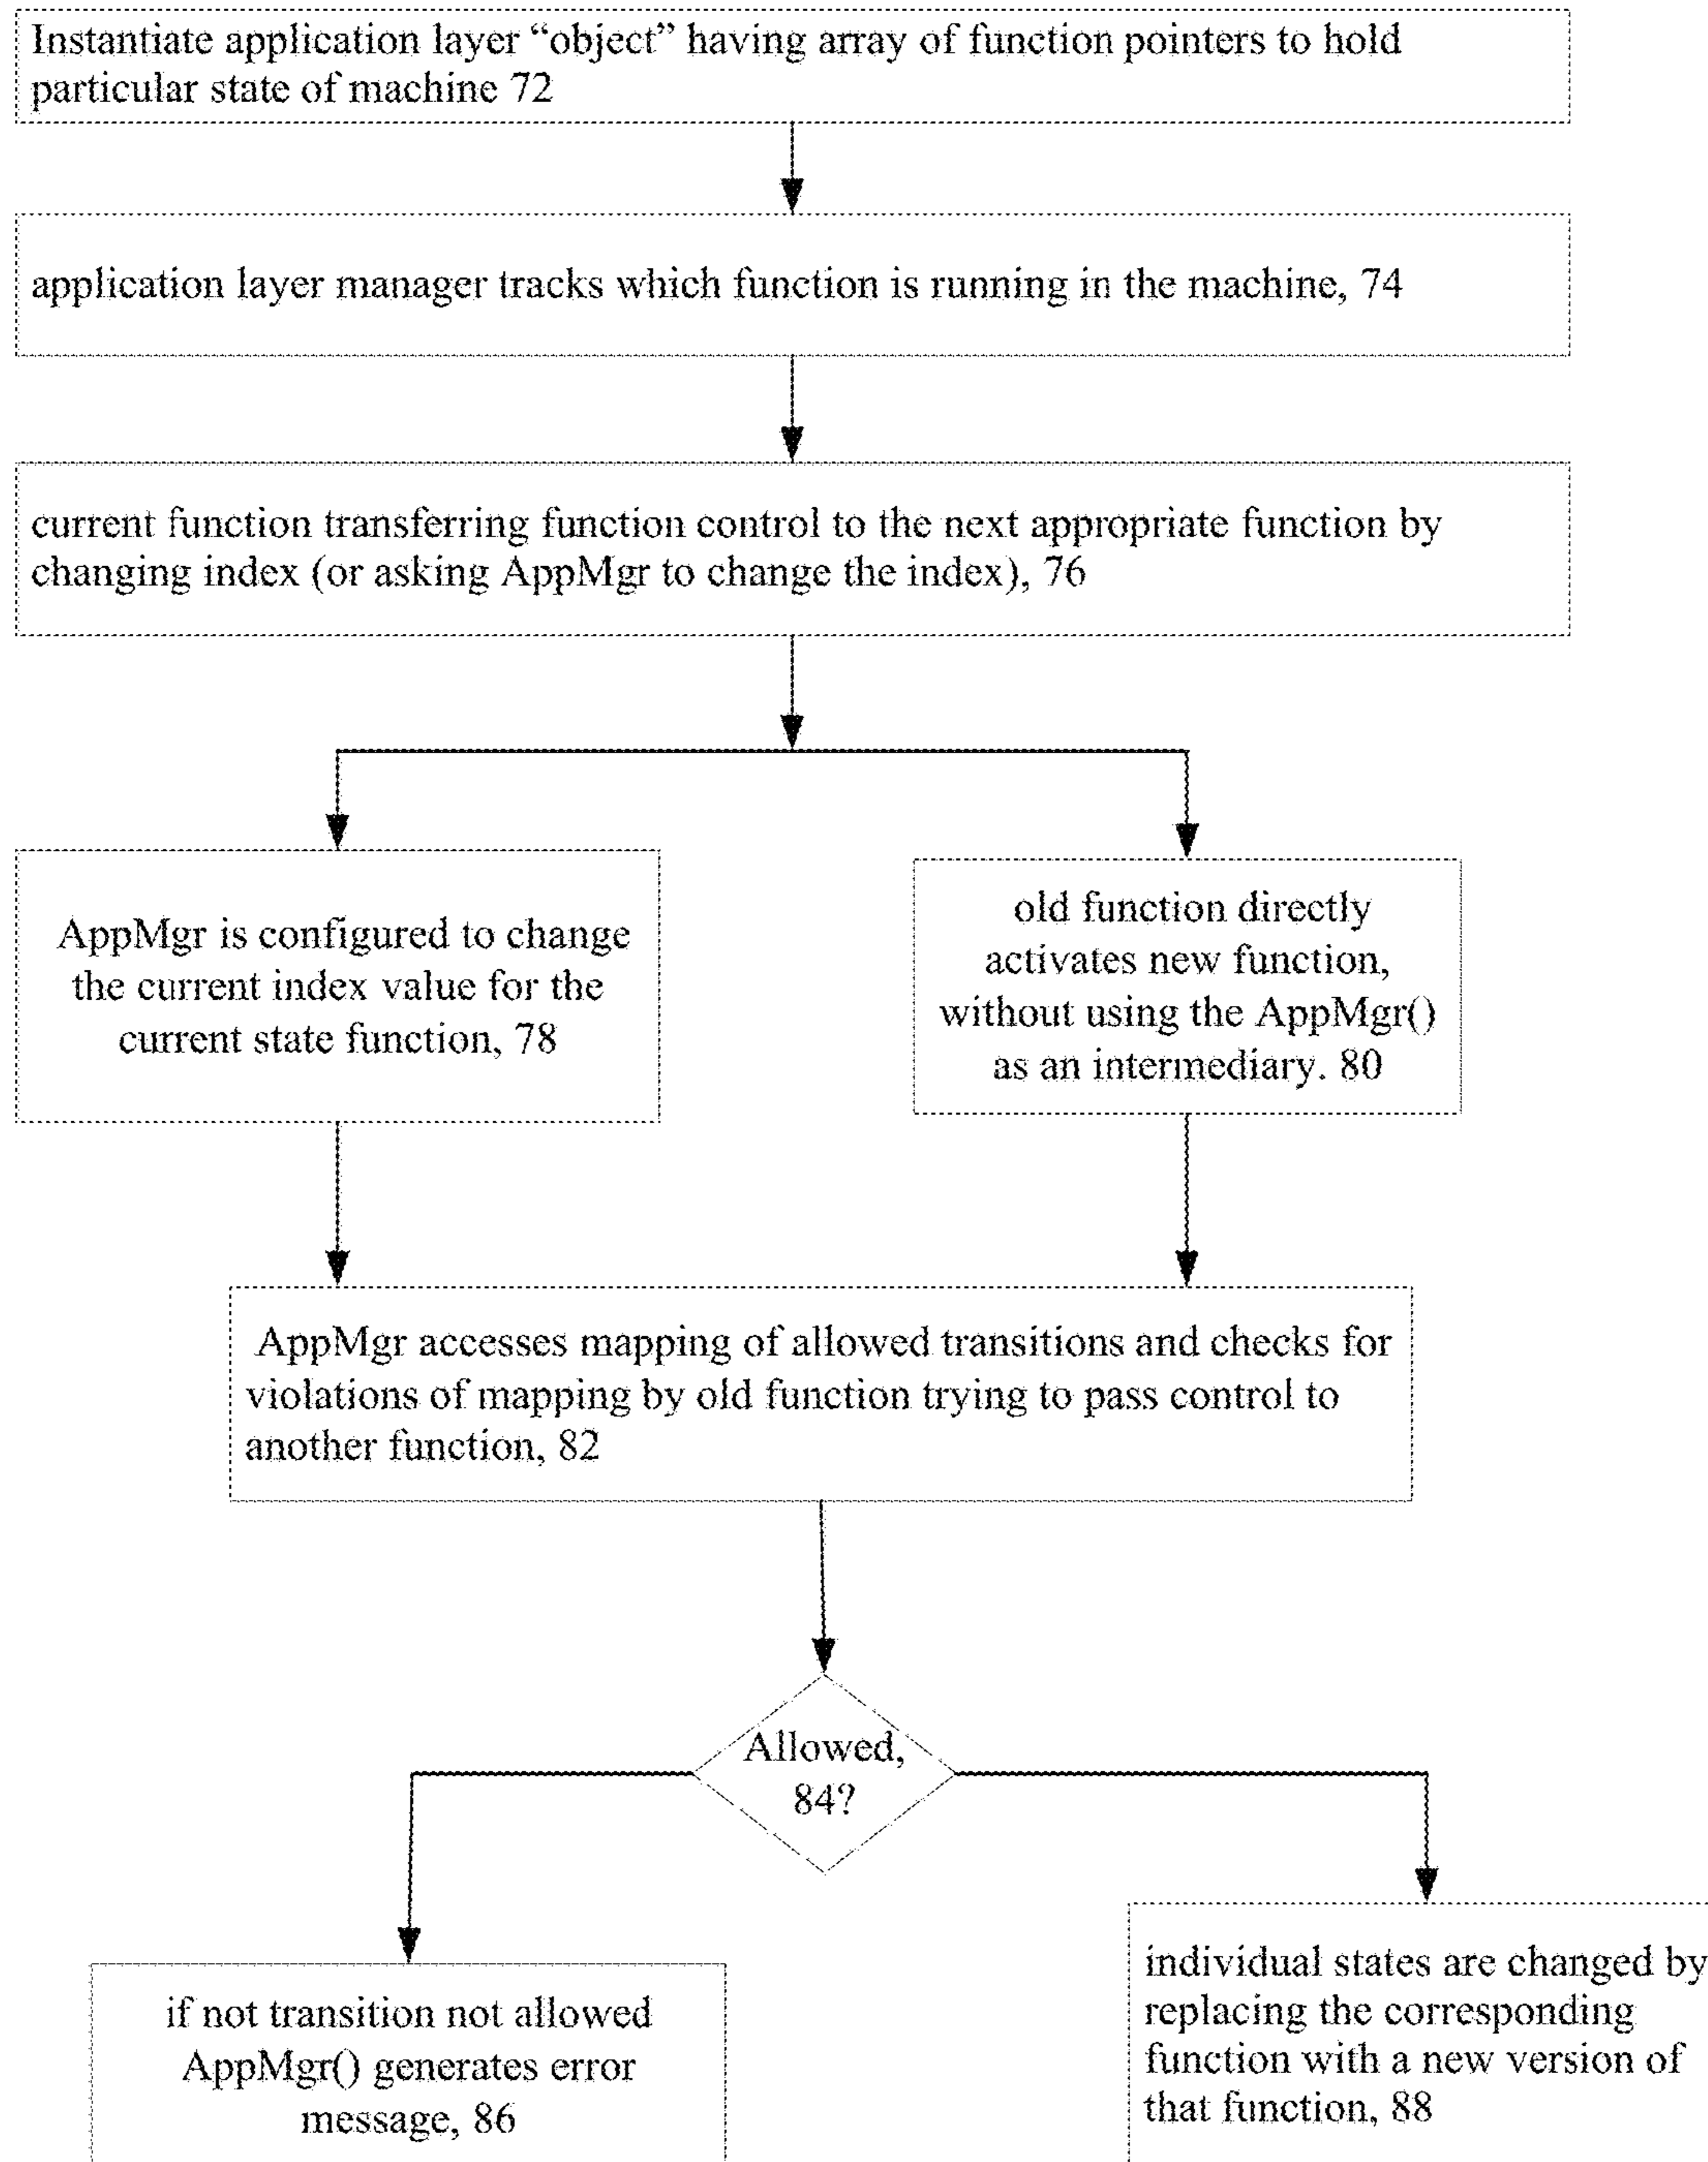 Instantiate application layer “object” having array of function pointers to hold
particular state of machine 72
application layer manager tracks which function is running in the machine, 74
current function transferring function control to the next appropriate function by
changing index (or asking AppMgr to change the index), 76
AppMgr is configured to change
the current index value for the
current state function, 78
old function directly
activates new function,
without using the AppMgr()
as an intermediary. 80
AppMgr accesses mapping of allowed transitions and checks for
violations of mapping by old function trying to pass control to
another function, 82
Allowed,
84?
if not transition not allowed
AppMgr() generates error
message, 86
individual states are changed by
replacing the corresponding
function with a new version of
that function, 88